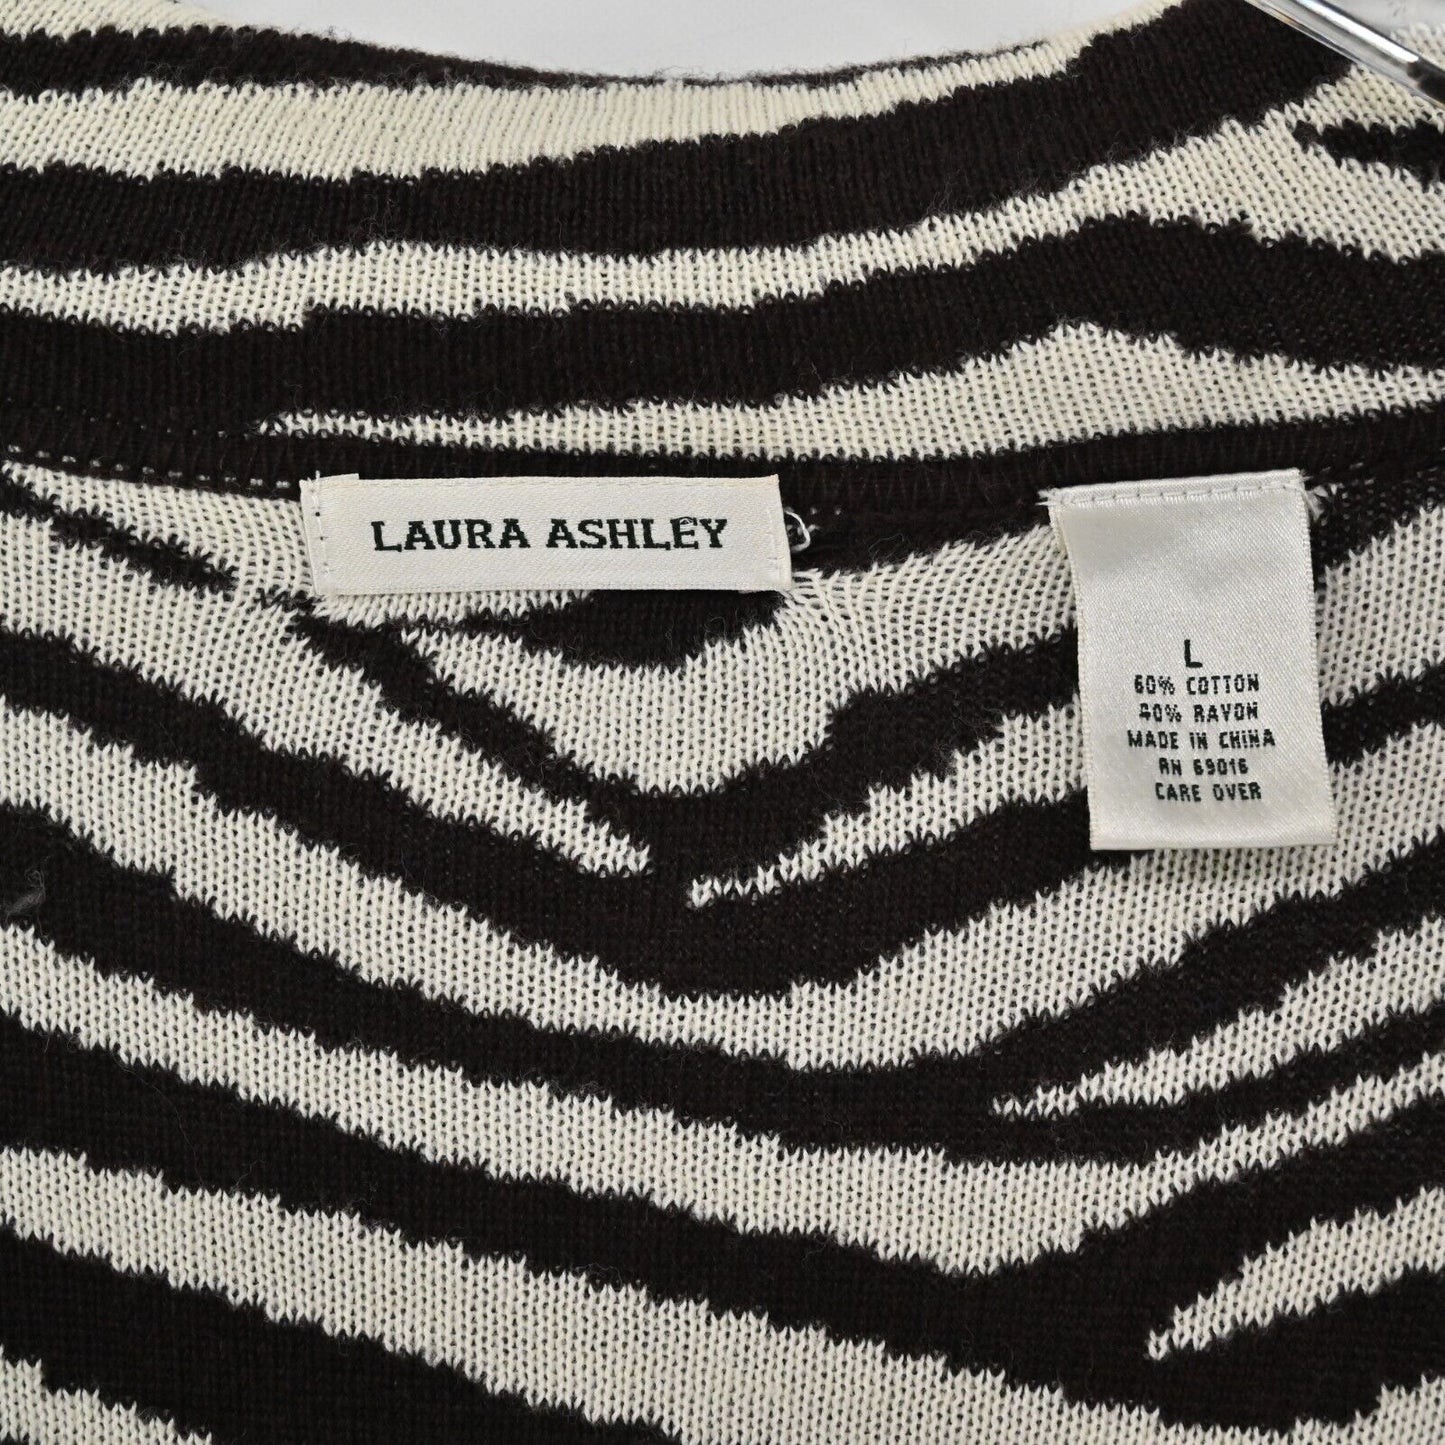 LAURA ASHLEY
L
60% COTTON
40% RAYON
MADE IN CHINA
RN 69016
CARE OVER